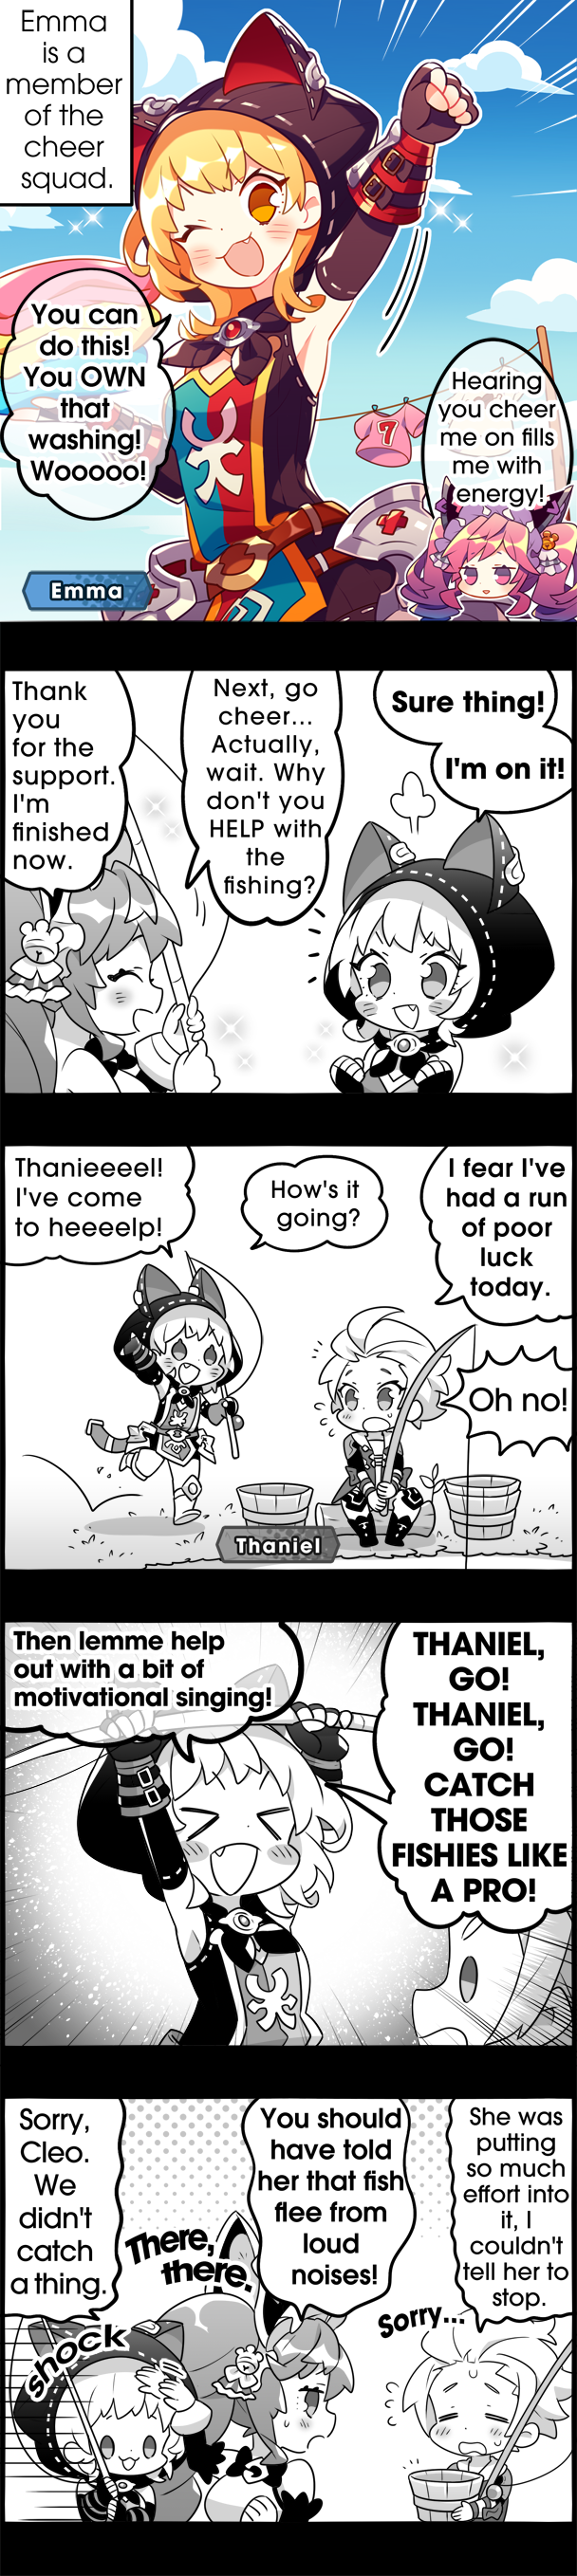 Emma
is a
member
of the
cheer
squad.
You can
do this!
You OWN
that
washing!
Wooooo!
7
Hearing
you cheer
me on fills
me with
energy!
Emma
Thank
you
for the
support.
I'm
finished
now.
Next, go
cheer...
Actually,
wait. Why
don't you
HELP with
the
fishing?
Sure thing!
I'm on it!
Thanieeeel!
I've come
to heeeelp!
How's it
going?
I fear I've
had a run
of poor
luck
today.
Oh no!
Thaniel
Then lemme help
out with a bit of
motivational singing!
THANIEL,
GO!
THANIEL,
GO!
CATCH
THOSE
FISHIES LIKE
A PRO!
Sorry,
Cleo.
We
didn't
catch
a thing.
There,
there.
shock
You should
have told
her that fish
flee from
loud
noises!
She was
putting
so much
effort into
it, I
couldn't
tell her to
stop.
Sorry...